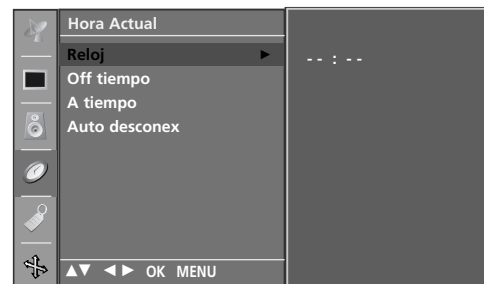 Hora Actual
Reloj ►
-- : --
Off tiempo
A tiempo
Auto desconex
▲▼ ◄► OK MENU